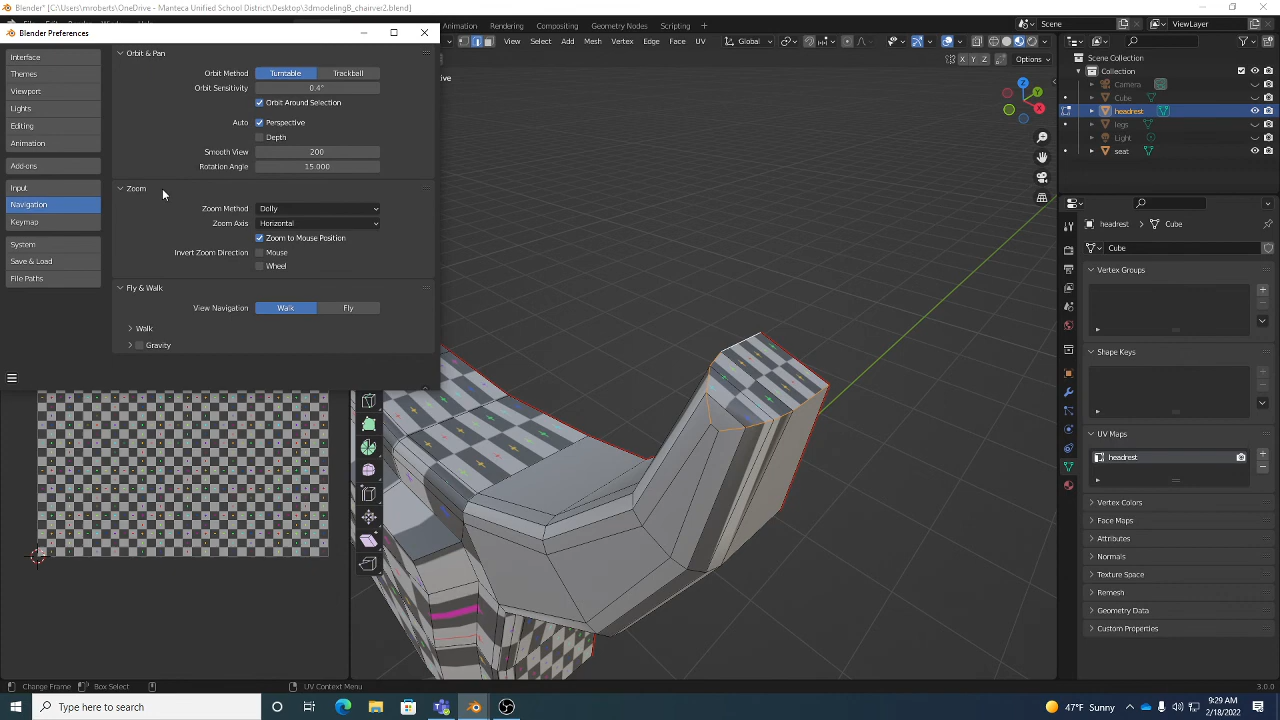 Blender* [C:\Users\mroberts\OneDrive - Manteca Unified School District\Desktop\3dmodeling8_chairver2.blend]
Blender Preferences
Animation Rendering Compositing Geometry Nodes Scripting
Scene
ViewLayer
View Select Add Mesh Vertex Edge Face UV
Global
X Y Z Options
Interface
Themes
Viewport
Lights
Editing
Animation
Add-ons
Input
Navigation
Keymap
System
Save & Load
File Paths
Orbit & Pan
Orbit Method Turntable Trackball
Orbit Sensitivity 0.4°
Orbit Around Selection
Auto Perspective
Depth
Smooth View 200
Rotation Angle 15.000
Zoom
Zoom Method Dolly
Zoom Axis Horizontal
Zoom to Mouse Position
Invert Zoom Direction Mouse
Wheel
Fly & Walk
View Navigation Walk Fly
Walk
Gravity
Z
Y
X
Scene Collection
Collection
Camera
Cube
headrest
legs
Light
seat
headrest Cube
Cube
Vertex Groups
Shape Keys
UV Maps
headrest
Vertex Colors
Face Maps
Attributes
Normals
Texture Space
Remesh
Geometry Data
Custom Properties
Change Frame Box Select UV Context Menu 3.0.0
Type here to search
47°F Sunny
9:29 AM
2/18/2022